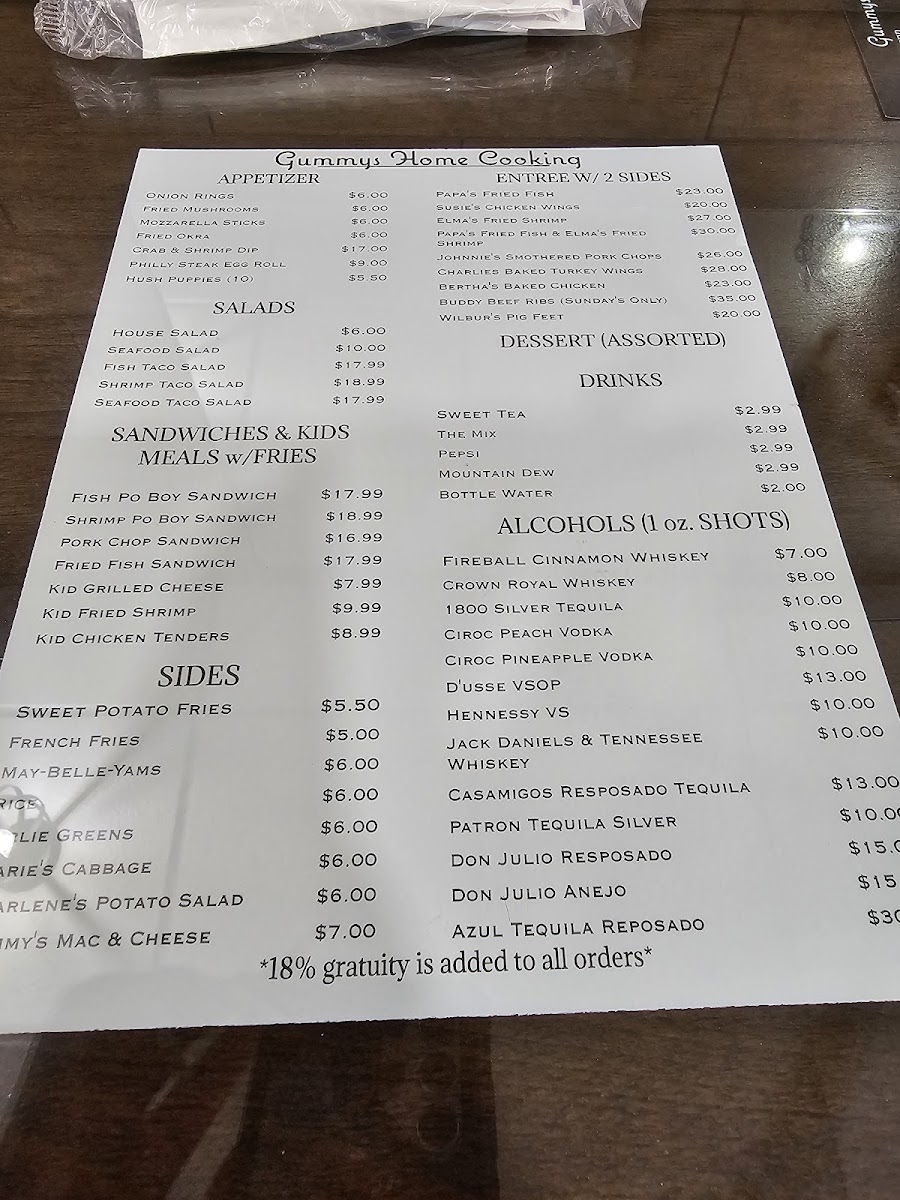 Gummys
Gummys Home Cooking
APPETIZER
ONION RINGS $6.00
FRIED MUSHROOMS $6.00
MOZZARELLA STICKS $6.00
FRIED OKRA $6.00
CRAB & SHRIMP DIP $17.00
PHILLY STEAK EGG ROLL $9.00
HUSH PUPPIES (10) $5.50
SALADS
HOUSE SALAD $6.00
SEAFOOD SALAD $10.00
FISH TACO SALAD $17.99
SHRIMP TACO SALAD $18.99
SEAFOOD TACO SALAD $17.99
SANDWICHES & KIDS
MEALS w/FRIES
FISH PO BOY SANDWICH $17.99
SHRIMP PO BOY SANDWICH $18.99
PORK CHOP SANDWICH $16.99
FRIED FISH SANDWICH $17.99
KID GRILLED CHEESE $7.99
KID FRIED SHRIMP $9.99
KID CHICKEN TENDERS $8.99
SIDES
SWEET POTATO FRIES $5.50
FRENCH FRIES $5.00
MAY-BELLE-YAMS $6.00
RICE $6.00
LIE GREENS $6.00
ARIE'S CABBAGE $6.00
ARLENE'S POTATO SALAD $6.00
MMY'S MAC & CHEESE $7.00
ENTREE W/ 2 SIDES
PAPA'S FRIED FISH $23.00
SUSIE'S CHICKEN WINGS $20.00
ELMA'S FRIED SHRIMP $27.00
PAPA'S FRIED FISH & ELMA'S FRIED $30.00
SHRIMP
JOHNNIE'S SMOTHERED PORK CHOPS $26.00
CHARLIES BAKED TURKEY WINGS $28.00
BERTHA'S BAKED CHICKEN $23.00
BUDDY BEEF RIBS (SUNDAY'S ONLY) $35.00
WILBUR'S PIG FEET $20.00
DESSERT (ASSORTED)
DRINKS
SWEET TEA $2.99
THE MIX $2.99
PEPSI $2.99
MOUNTAIN DEW $2.99
BOTTLE WATER $2.00
ALCOHOLS (1 oz. SHOTS)
FIREBALL CINNAMON WHISKEY $7.00
CROWN ROYAL WHISKEY $8.00
1800 SILVER TEQUILA $10.00
CIROC PEACH VODKA $10.00
CIROC PINEAPPLE VODKA $10.00
D'USSE VSOP $13.00
HENNESSY VS $10.00
JACK DANIELS & TENNESSEE $10.00
WHISKEY
CASAMIGOS RESPOSADO TEQUILA $13.00
PATRON TEQUILA SILVER $10.00
DON JULIO RESPOSADO $15.0
DON JULIO ANEJO $15
AZUL TEQUILA REPOSADO $30
*18% gratuity is added to all orders*